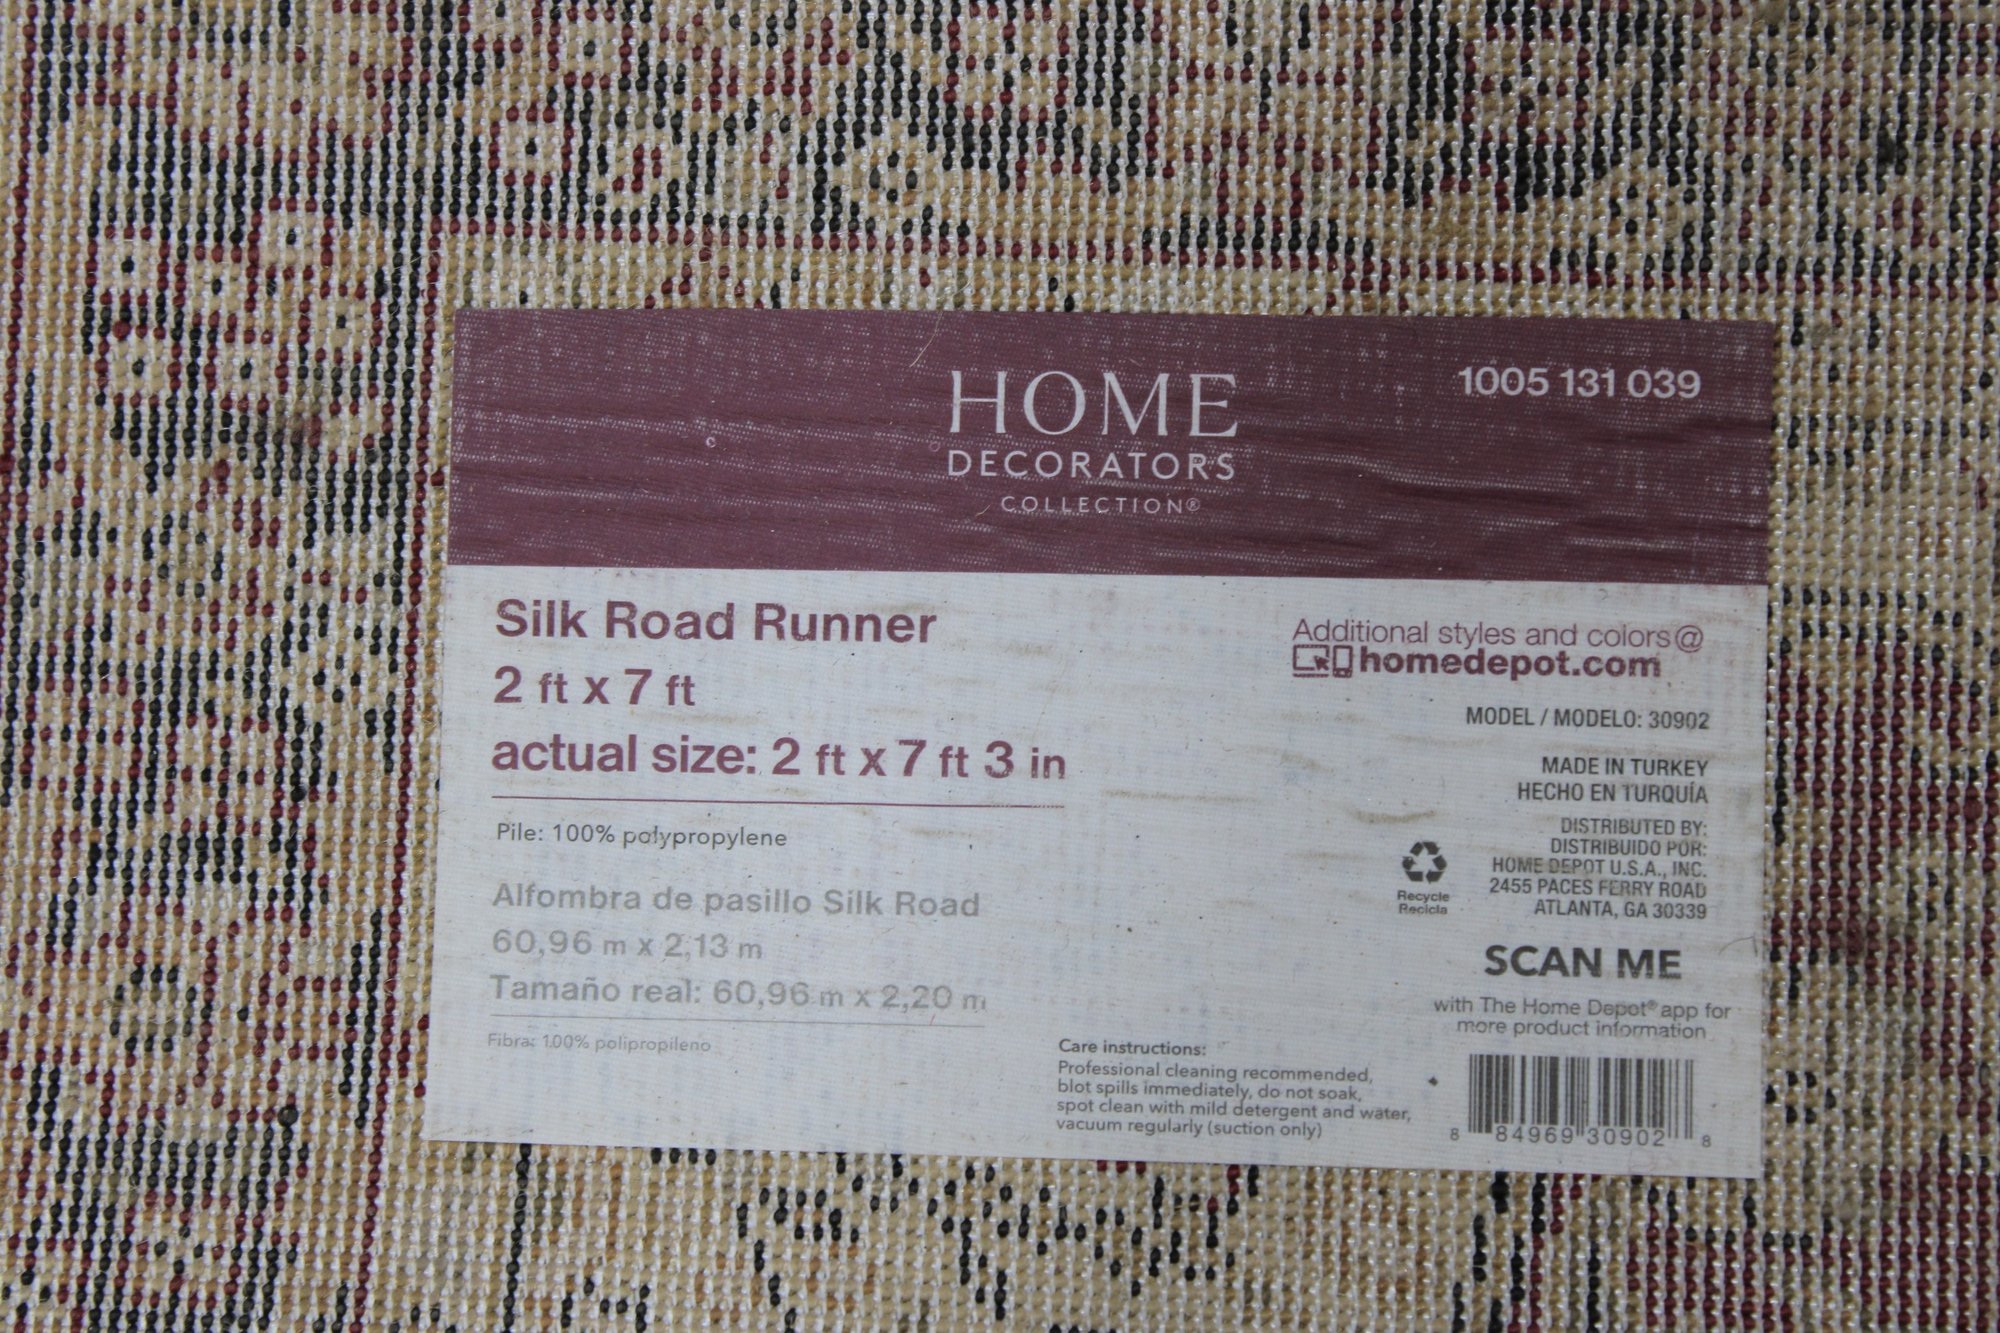 HOME
DECORATORS
COLLECTION®
1005 131 039
Silk Road Runner
2 ft x 7 ft
actual size: 2 ft x 7 ft 3 in
Pile: 100% polypropylene
Alfombra de pasillo Silk Road
60,96 m x 2,13 m
Tamaño real: 60,96 m x 2,20 m
Fibra: 100% polipropileno
Additional styles and colors@
homedepot.com
MODEL / MODELO: 30902
MADE IN TURKEY
HECHO EN TURQUÍA
DISTRIBUTED BY:
DISTRIBUIDO POR:
HOME DEPOT U.S.A., INC.
2455 PACES FERRY ROAD
ATLANTA, GA 30339
Recycle
Recicla
SCAN ME
with The Home Depot® app for
more product information
Care instructions:
Professional cleaning recommended,
blot spills immediately, do not soak,
spot clean with mild detergent and water,
vacuum regularly (suction only)
8 84969 30902 8